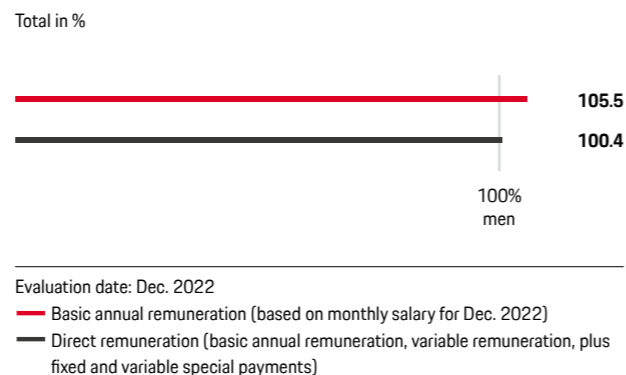 Total in %
105.5
100.4
100%
men
Evaluation date: Dec. 2022
Basic annual remuneration (based on monthly salary for Dec. 2022)
Direct remuneration (basic annual remuneration, variable remuneration, plus
fixed and variable special payments)